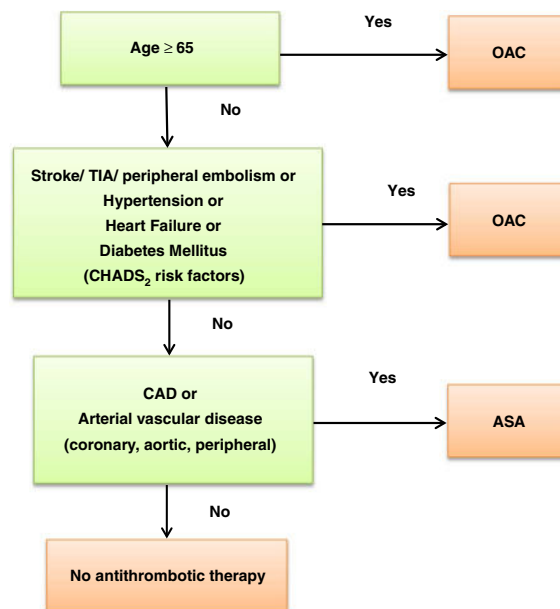 Age ≥ 65
Yes
OAC
No
Stroke/ TIA/ peripheral embolism or
Hypertension or
Heart Failure or
Diabetes Mellitus
(CHADS₂ risk factors)
Yes
OAC
No
CAD or
Arterial vascular disease
(coronary, aortic, peripheral)
Yes
ASA
No
No antithrombotic therapy